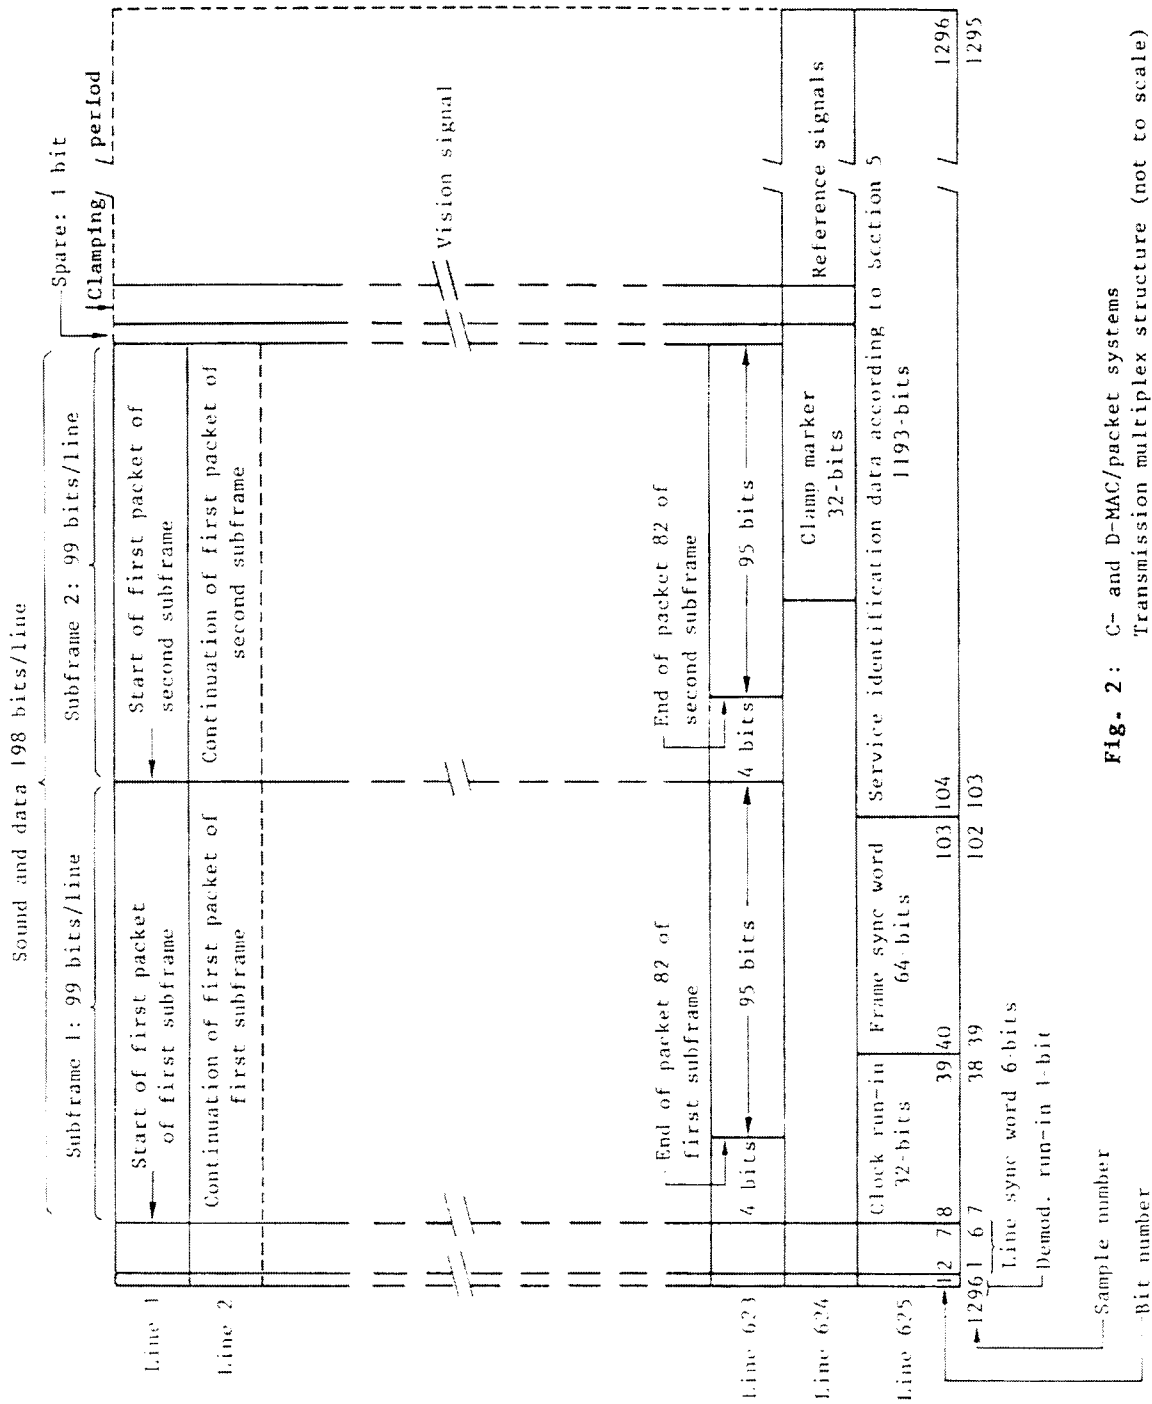 Sound and data 198 bits/line
Spare: 1 bit
Subframe 1: 99 bits/line
Subframe 2: 99 bits/line
Clamping period
Line 1
Start of first packet
of first subframe
Start of first packet of
second subframe
Line 2
Continuation of first packet of
first subframe
Continuation of first packet of
second subframe
Vision signal
End of packet 82 of
first subframe
End of packet 82 of
second subframe
Line 623
4 bits
95 bits
4 bits
95 bits
Line 624
Clamp marker
32-bits
Reference signals
Line 625
Clock run-in
32-bits
Frame sync word
64-bits
Service identification data according to Section 5
1193-bits
1 2 7 8 39 40 103 104 1296
1296 1 6 7 38 39 102 103 1295
Line sync word 6-bits
Demod. run-in 1-bit
Sample number
Bit number
Fig. 2: C- and D-MAC/packet systems
Transmission multiplex structure (not to scale)